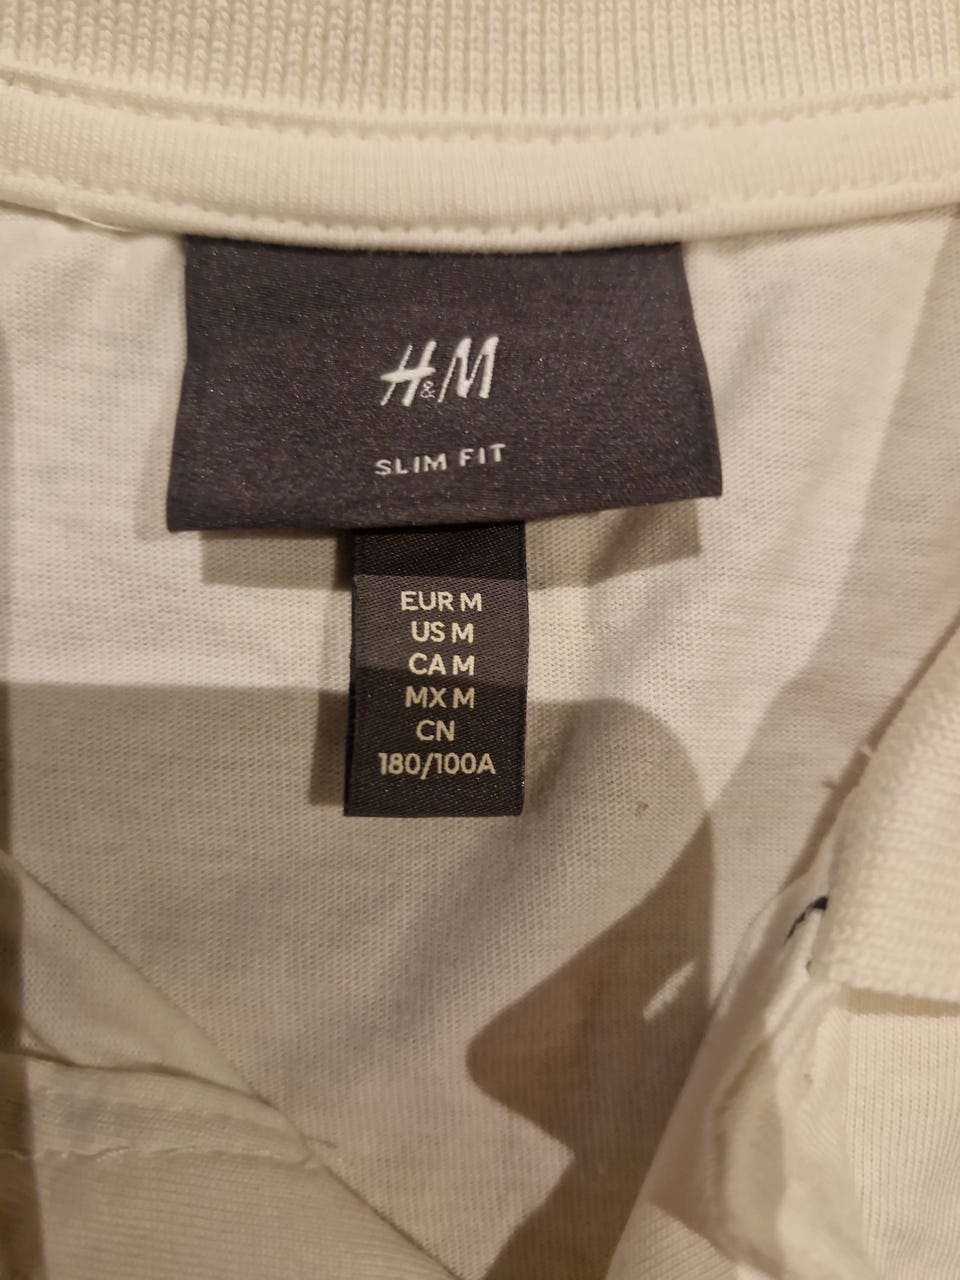 H&M
SLIM FIT
EUR M
US M
CA M
MX M
CN
180/100A